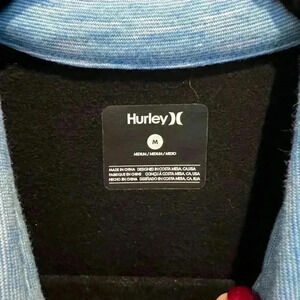 Hurley
M
MEDIUM/MEDIUM/MEDIO
MADE IN CHINA DESIGNED IN COSTA MESA, CA,USA
FABRIQUÉ EN CHINE CONÇU À COSTA MESA, CA, USA
HECHO EN CHINA DISEÑADO EN COSTA MESA, CA, EUA